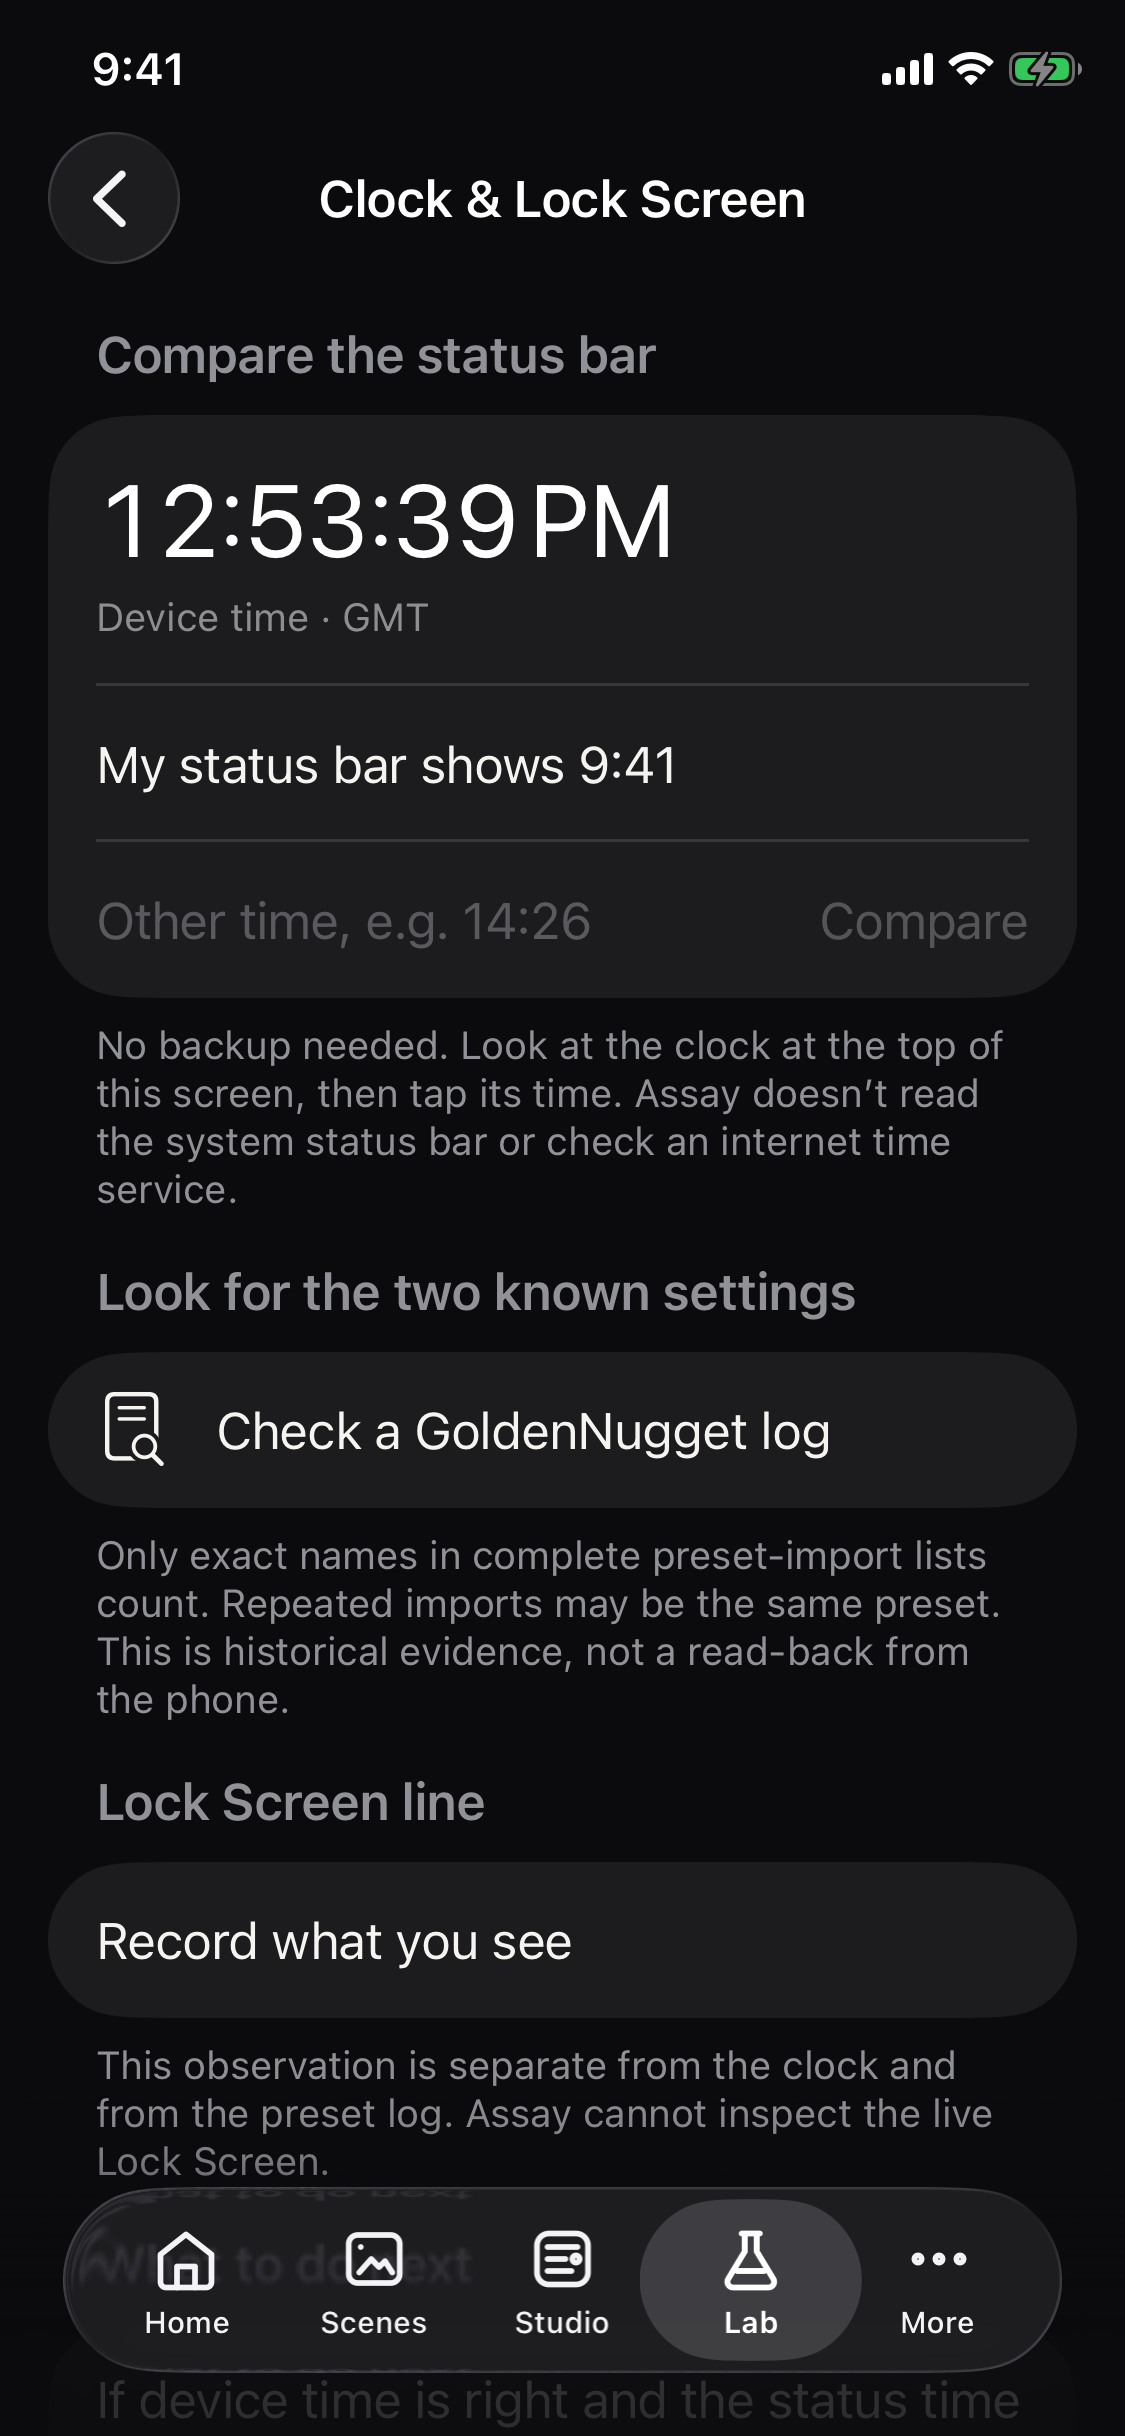 9:41
Clock & Lock Screen
Compare the status bar
12:53:39 PM
Device time · GMT
My status bar shows 9:41
Other time, e.g. 14:26
Compare
No backup needed. Look at the clock at the top of
this screen, then tap its time. Assay doesn’t read
the system status bar or check an internet time
service.
Look for the two known settings
Check a GoldenNugget log
Only exact names in complete preset-import lists
count. Repeated imports may be the same preset.
This is historical evidence, not a read-back from
the phone.
Lock Screen line
Record what you see
This observation is separate from the clock and
from the preset log. Assay cannot inspect the live
Lock Screen.
What to do next
Home
Scenes
Studio
Lab
More
If device time is right and the status time